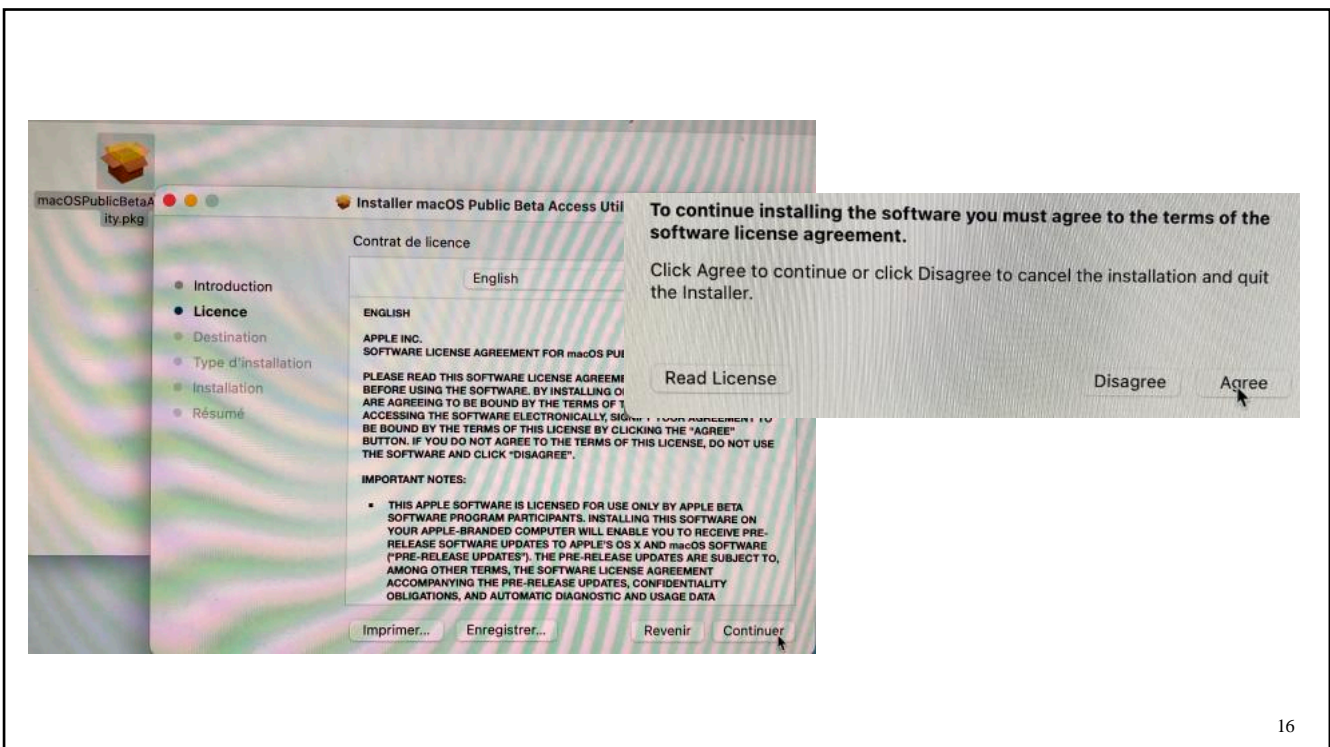 macOSPublicBetaA
ity.pkg
Installer macOS Public Beta Access Util
Contrat de licence
English
Introduction
Licence
Destination
Type d'installation
Installation
Résumé
ENGLISH
APPLE INC.
SOFTWARE LICENSE AGREEMENT FOR macOS PU
PLEASE READ THIS SOFTWARE LICENSE AGREEME
BEFORE USING THE SOFTWARE. BY INSTALLING O
ARE AGREEING TO BE BOUND BY THE TERMS OF T
ACCESSING THE SOFTWARE ELECTRONICALLY, SIGNIFY YOUR AGREEMENT TO
BE BOUND BY THE TERMS OF THIS LICENSE BY CLICKING THE "AGREE"
BUTTON. IF YOU DO NOT AGREE TO THE TERMS OF THIS LICENSE, DO NOT USE
THE SOFTWARE AND CLICK "DISAGREE".
IMPORTANT NOTES:
▪ THIS APPLE SOFTWARE IS LICENSED FOR USE ONLY BY APPLE BETA
SOFTWARE PROGRAM PARTICIPANTS. INSTALLING THIS SOFTWARE ON
YOUR APPLE-BRANDED COMPUTER WILL ENABLE YOU TO RECEIVE PRE-
RELEASE SOFTWARE UPDATES TO APPLE'S OS X AND macOS SOFTWARE
("PRE-RELEASE UPDATES"). THE PRE-RELEASE UPDATES ARE SUBJECT TO,
AMONG OTHER TERMS, THE SOFTWARE LICENSE AGREEMENT
ACCOMPANYING THE PRE-RELEASE UPDATES, CONFIDENTIALITY
OBLIGATIONS, AND AUTOMATIC DIAGNOSTIC AND USAGE DATA
Imprimer... Enregistrer... Revenir Continuer
To continue installing the software you must agree to the terms of the
software license agreement.
Click Agree to continue or click Disagree to cancel the installation and quit
the Installer.
Read License Disagree Agree
16